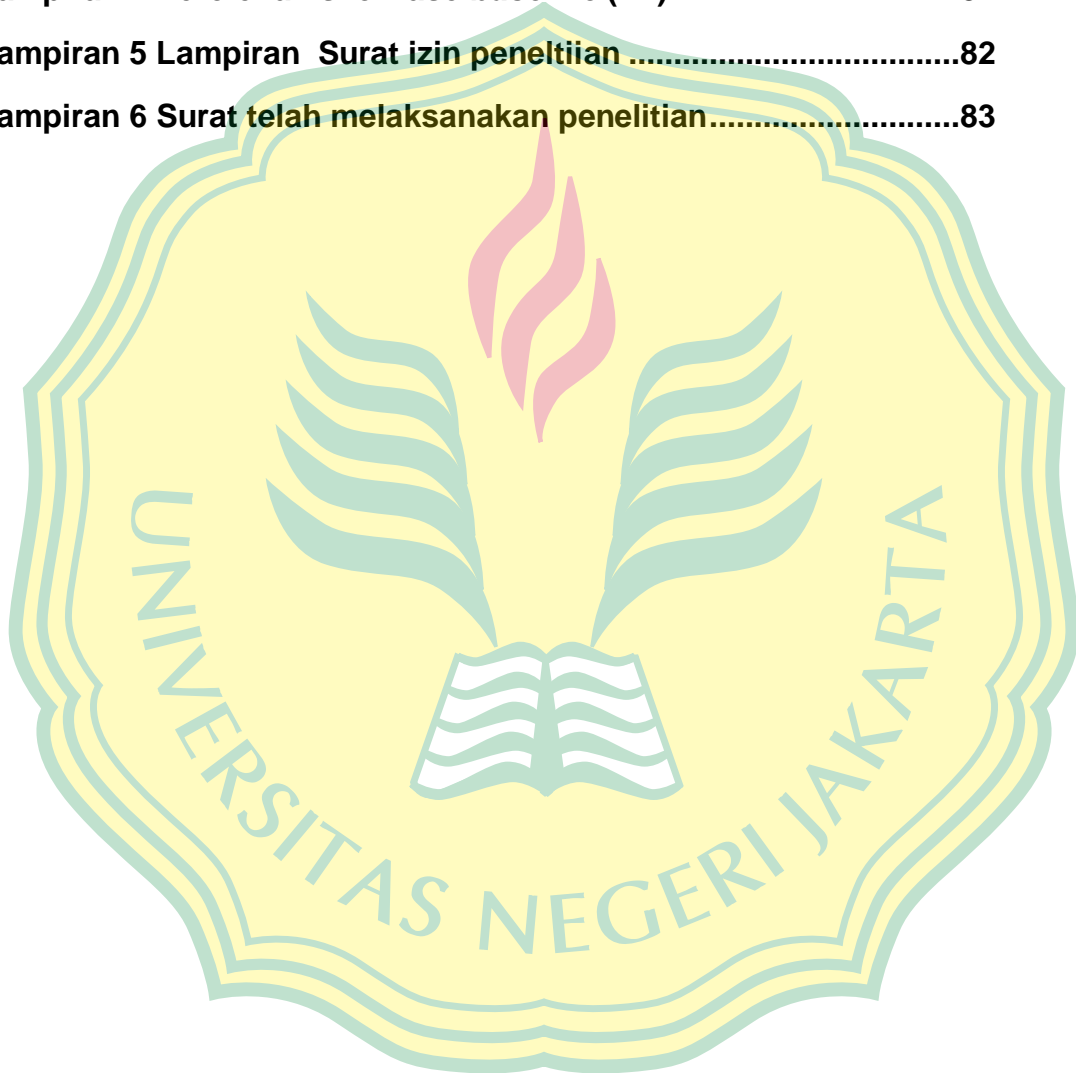 ampiran 5 Lampiran  Surat izin peneltiian ...................................82
ampiran 6 Surat telah melaksanakan penelitian..........................83
UNIVERSITAS NEGERI JAKARTA